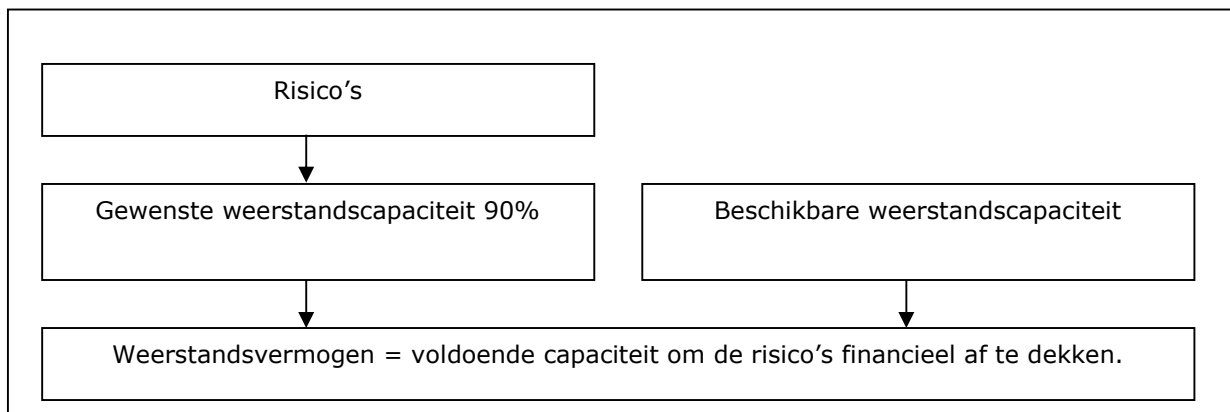 Risico’s
Gewenste weerstandscapaciteit 90%
Beschikbare weerstandscapaciteit
Weerstandsvermogen = voldoende capaciteit om de risico’s financieel af te dekken.